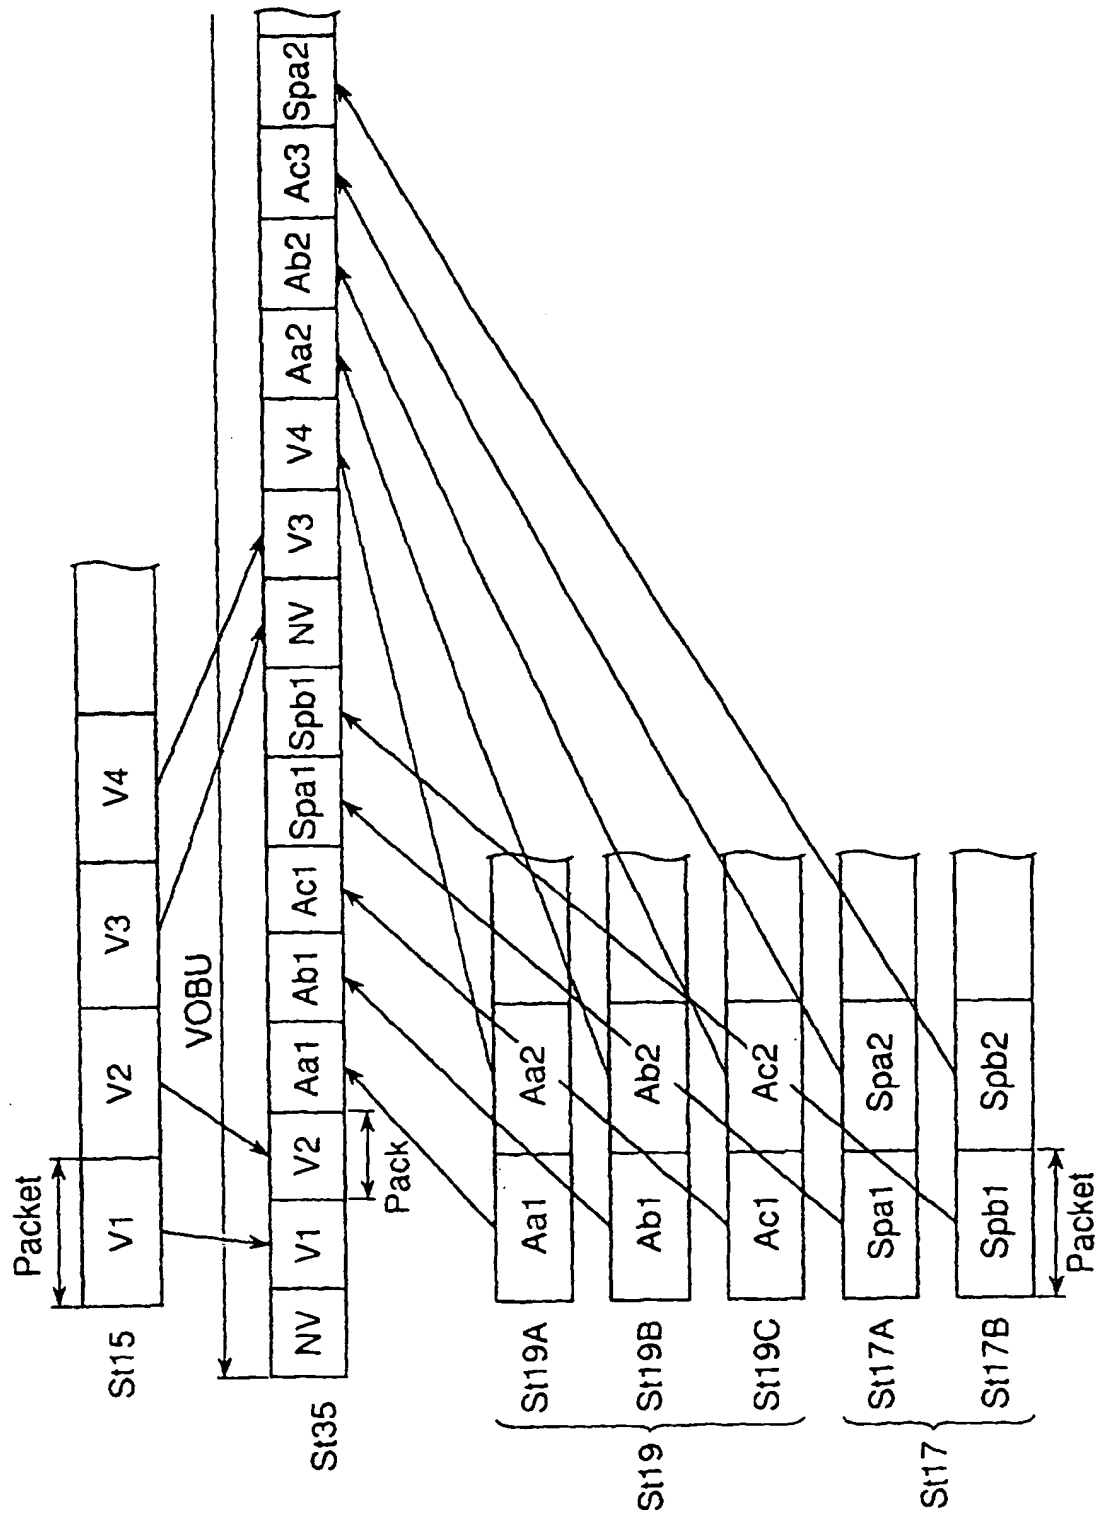 Packet
St15
V1
V2
V3
V4
VOBU
St35
NV
V1
V2
Aa1
Ab1
Ac1
Spa1
Spb1
NV
V3
V4
Aa2
Ab2
Ac3
Spa2
Pack
St19
St19A
Aa1
Aa2
St19B
Ab1
Ab2
St19C
Ac1
Ac2
St17
St17A
Spa1
Spa2
St17B
Spb1
Spb2
Packet